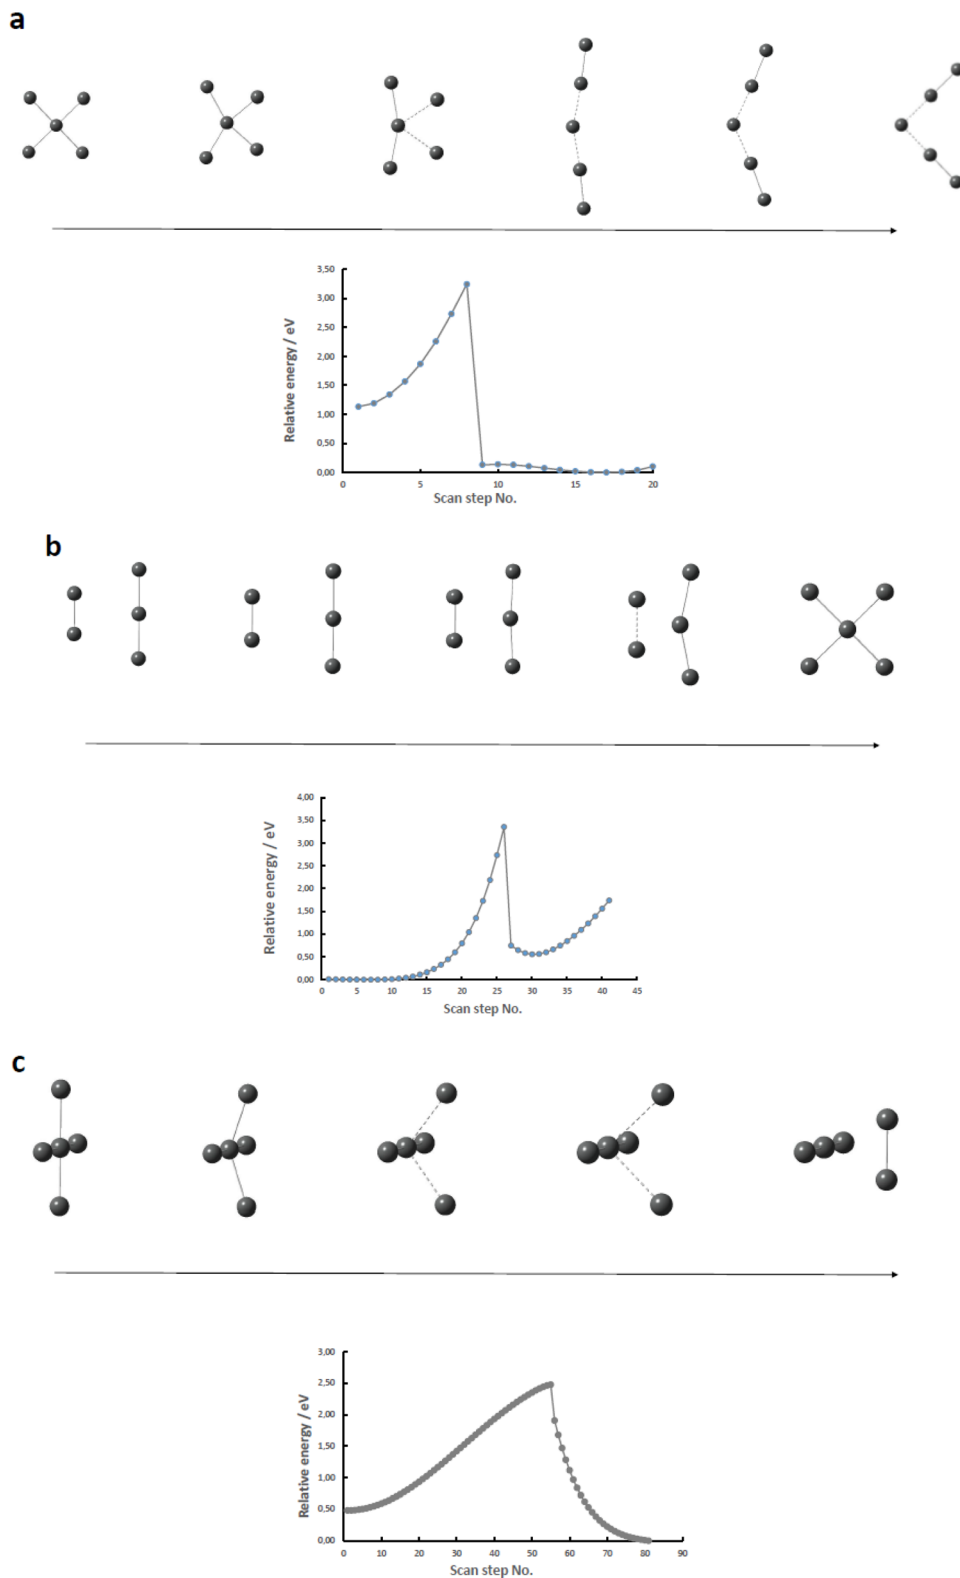 a
3,50
3,00
2,50
2,00
1,50
1,00
0,50
0,00
Relative energy / eV
0 5 10 15 20
Scan step No.
b
4,00
3,50
3,00
2,50
2,00
1,50
1,00
0,50
0,00
Relative energy / eV
0 5 10 15 20 25 30 35 40 45
Scan step No.
c
3,00
2,50
2,00
1,50
1,00
0,50
0,00
Relative energy / eV
0 10 20 30 40 50 60 70 80 90
Scan step No.